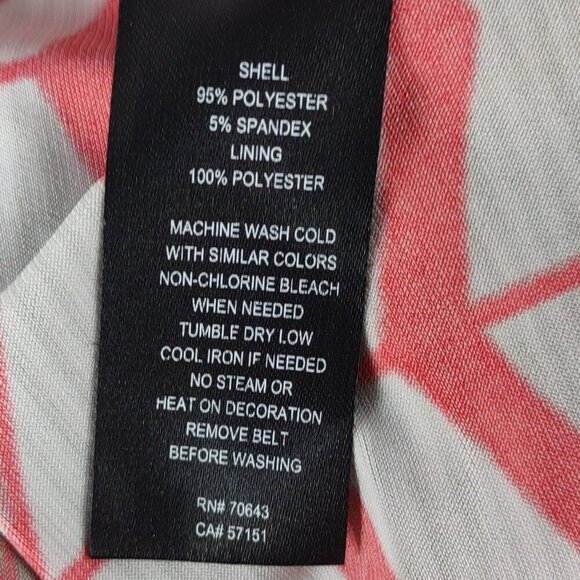 SHELL
95% POLYESTER
5% SPANDEX
LINING
100% POLYESTER
MACHINE WASH COLD
WITH SIMILAR COLORS
NON-CHLORINE BLEACH
WHEN NEEDED
TUMBLE DRY LOW
COOL IRON IF NEEDED
NO STEAM OR
HEAT ON DECORATION
REMOVE BELT
BEFORE WASHING
RN# 70643
CA# 57151